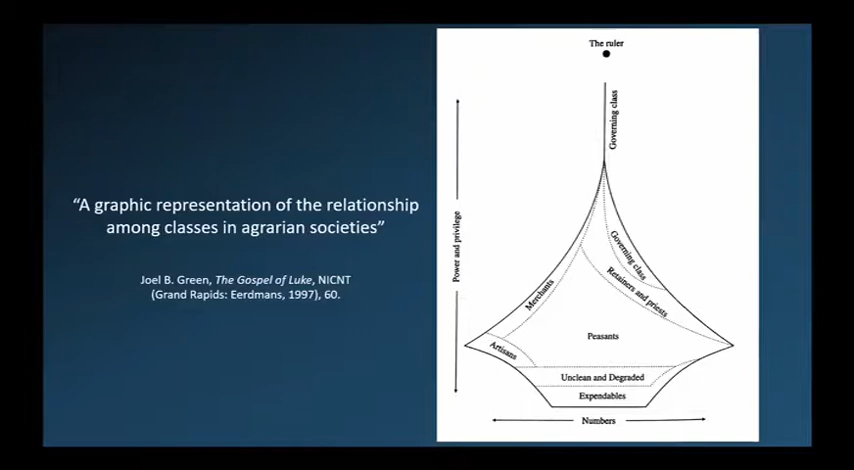 “A graphic representation of the relationship
among classes in agrarian societies”
Joel B. Green, The Gospel of Luke, NICNT
(Grand Rapids: Eerdmans, 1997), 60.
The ruler
Governing class
Power and privilege
Governing class
Retainers and priests
Merchants
Peasants
Artisans
Unclean and Degraded
Expendables
Numbers